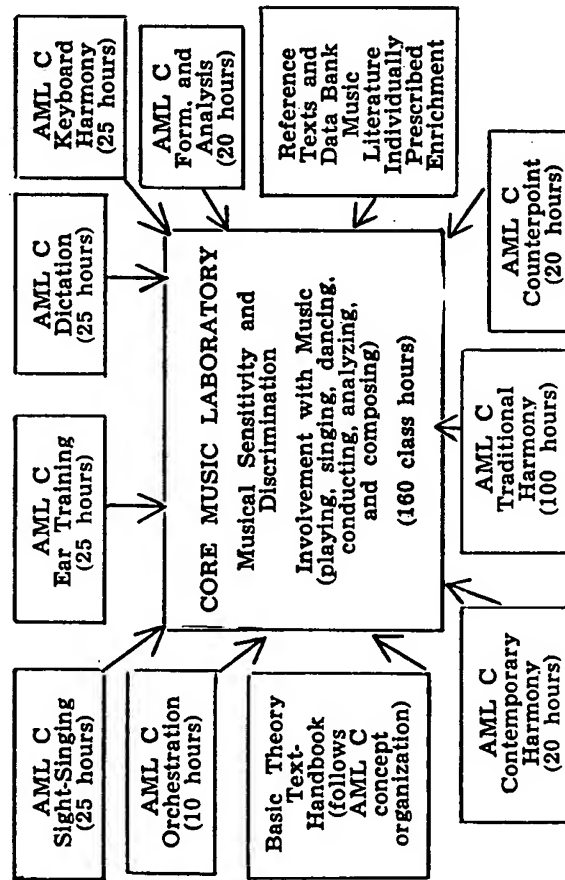 AML C
Sight-Singing
(25 hours)
AML C
Ear Training
(25 hours)
AML C
Dictation
(25 hours)
AML C
Keyboard
Harmony
(25 hours)
AML C
Orchestration
(10 hours)
AML C
Form. and
Analysis
(20 hours)
CORE MUSIC LABORATORY
Musical Sensitivity and
Discrimination
Involvement with Music
(playing, singing, dancing,
conducting, analyzing,
and composing)
(160 class hours)
Basic Theory
Text-
Handbook
(follows
AML C
concept
organization)
Reference
Texts and
Data Bank
Music
Literature
Individually
Prescribed
Enrichment
AML C
Contemporary
Harmony
(20 hours)
AML C
Traditional
Harmony
(100 hours)
AML C
Counterpoint
(20 hours)